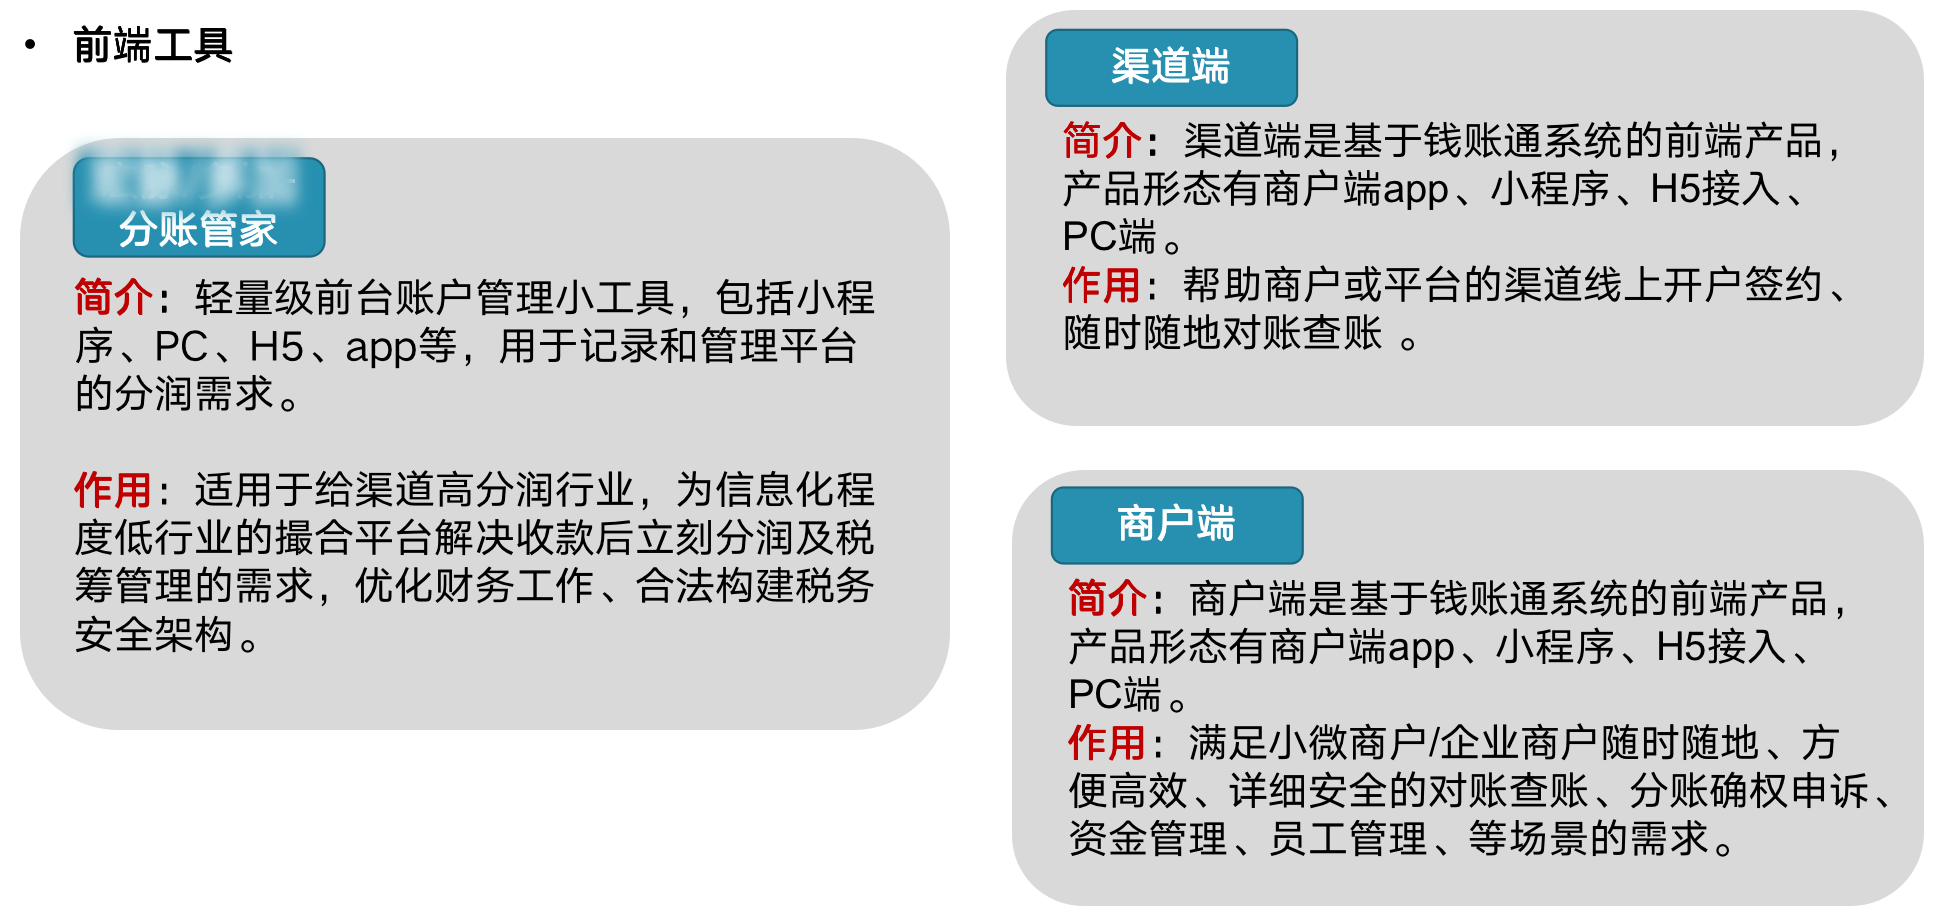 • 前端工具
分账管家
简介：轻量级前台账户管理小工具，包括小程
序、PC、H5、app等，用于记录和管理平台
的分润需求。
作用：适用于给渠道高分润行业，为信息化程
度低行业的撮合平台解决收款后立刻分润及税
筹管理的需求，优化财务工作、合法构建税务
安全架构。
渠道端
简介：渠道端是基于钱账通系统的前端产品，
产品形态有商户端app、小程序、H5接入、
PC端。
作用：帮助商户或平台的渠道线上开户签约、
随时随地对账查账 。
商户端
简介：商户端是基于钱账通系统的前端产品，
产品形态有商户端app、小程序、H5接入、
PC端。
作用：满足小微商户/企业商户随时随地、方
便高效、详细安全的对账查账、分账确权申诉、
资金管理、员工管理、等场景的需求。